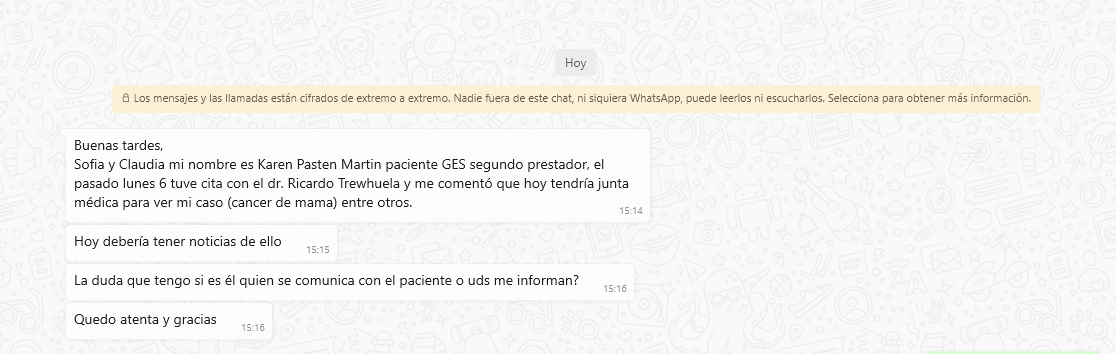 Hoy
Los mensajes y las llamadas están cifrados de extremo a extremo. Nadie fuera de este chat, ni siquiera WhatsApp, puede leerlos ni escucharlos. Selecciona para obtener más información.
Buenas tardes,
Sofia y Claudia mi nombre es Karen Pasten Martin paciente GES segundo prestador, el
pasado lunes 6 tuve cita con el dr. Ricardo Trewhuela y me comentó que hoy tendría junta
médica para ver mi caso (cancer de mama) entre otros.
15:14
Hoy debería tener noticias de ello
15:15
La duda que tengo si es él quien se comunica con el paciente o uds me informan?
15:16
Quedo atenta y gracias
15:16